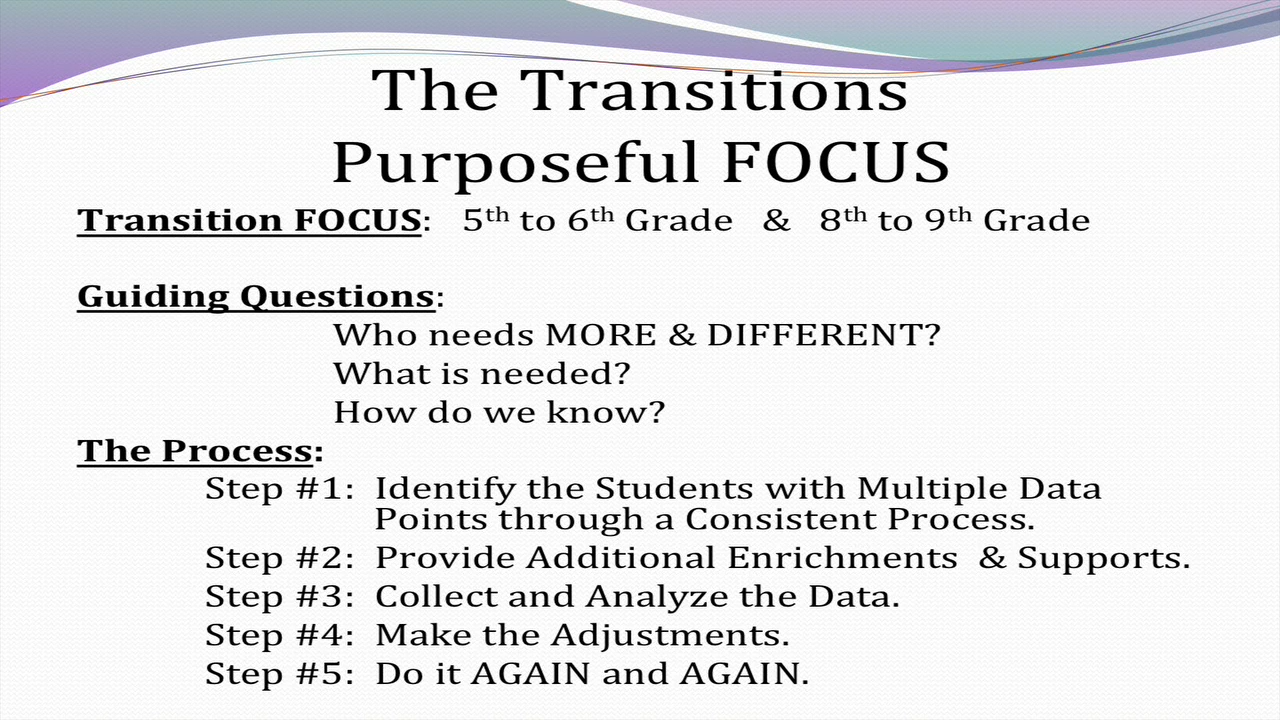 The Transitions
Purposeful FOCUS
Transition FOCUS: 5th to 6th Grade & 8th to 9th Grade
Guiding Questions:
Who needs MORE & DIFFERENT?
What is needed?
How do we know?
The Process:
Step #1: Identify the Students with Multiple Data
Points through a Consistent Process.
Step #2: Provide Additional Enrichments & Supports.
Step #3: Collect and Analyze the Data.
Step #4: Make the Adjustments.
Step #5: Do it AGAIN and AGAIN.